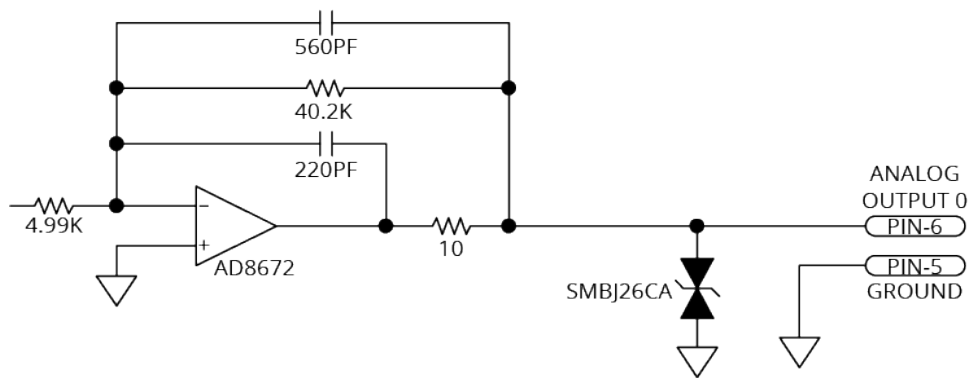 560PF
40.2K
220PF
4.99K
−
+
AD8672
10
SMBJ26CA
ANALOG
OUTPUT 0
PIN-6
PIN-5
GROUND